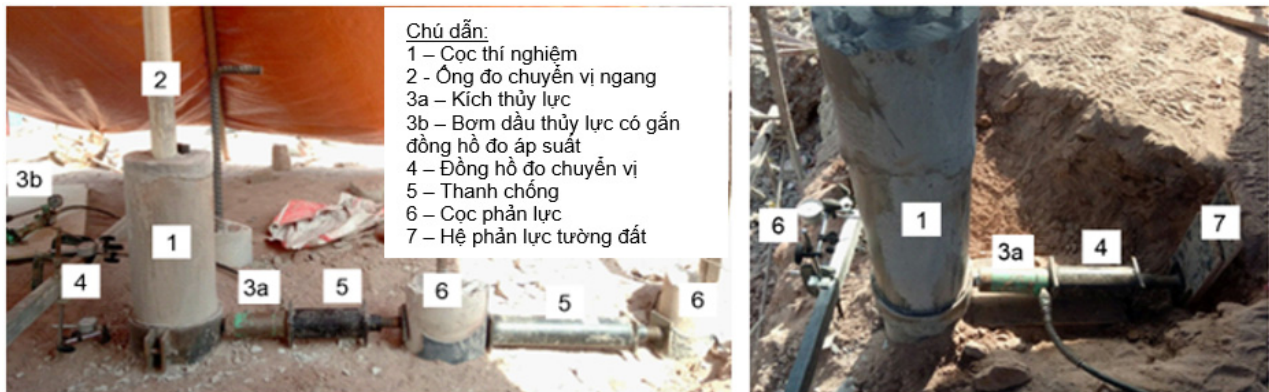 Chú dẫn:
1 – Cọc thí nghiệm
2 - Ống đo chuyển vị ngang
3a – Kích thủy lực
3b – Bơm dầu thủy lực có gắn
đồng hồ đo áp suất
4 – Đồng hồ đo chuyển vị
5 – Thanh chống
6 – Cọc phản lực
7 – Hệ phản lực tường đất
2
3b
1
4
3a
5
6
5
6
6
1
3a
4
7